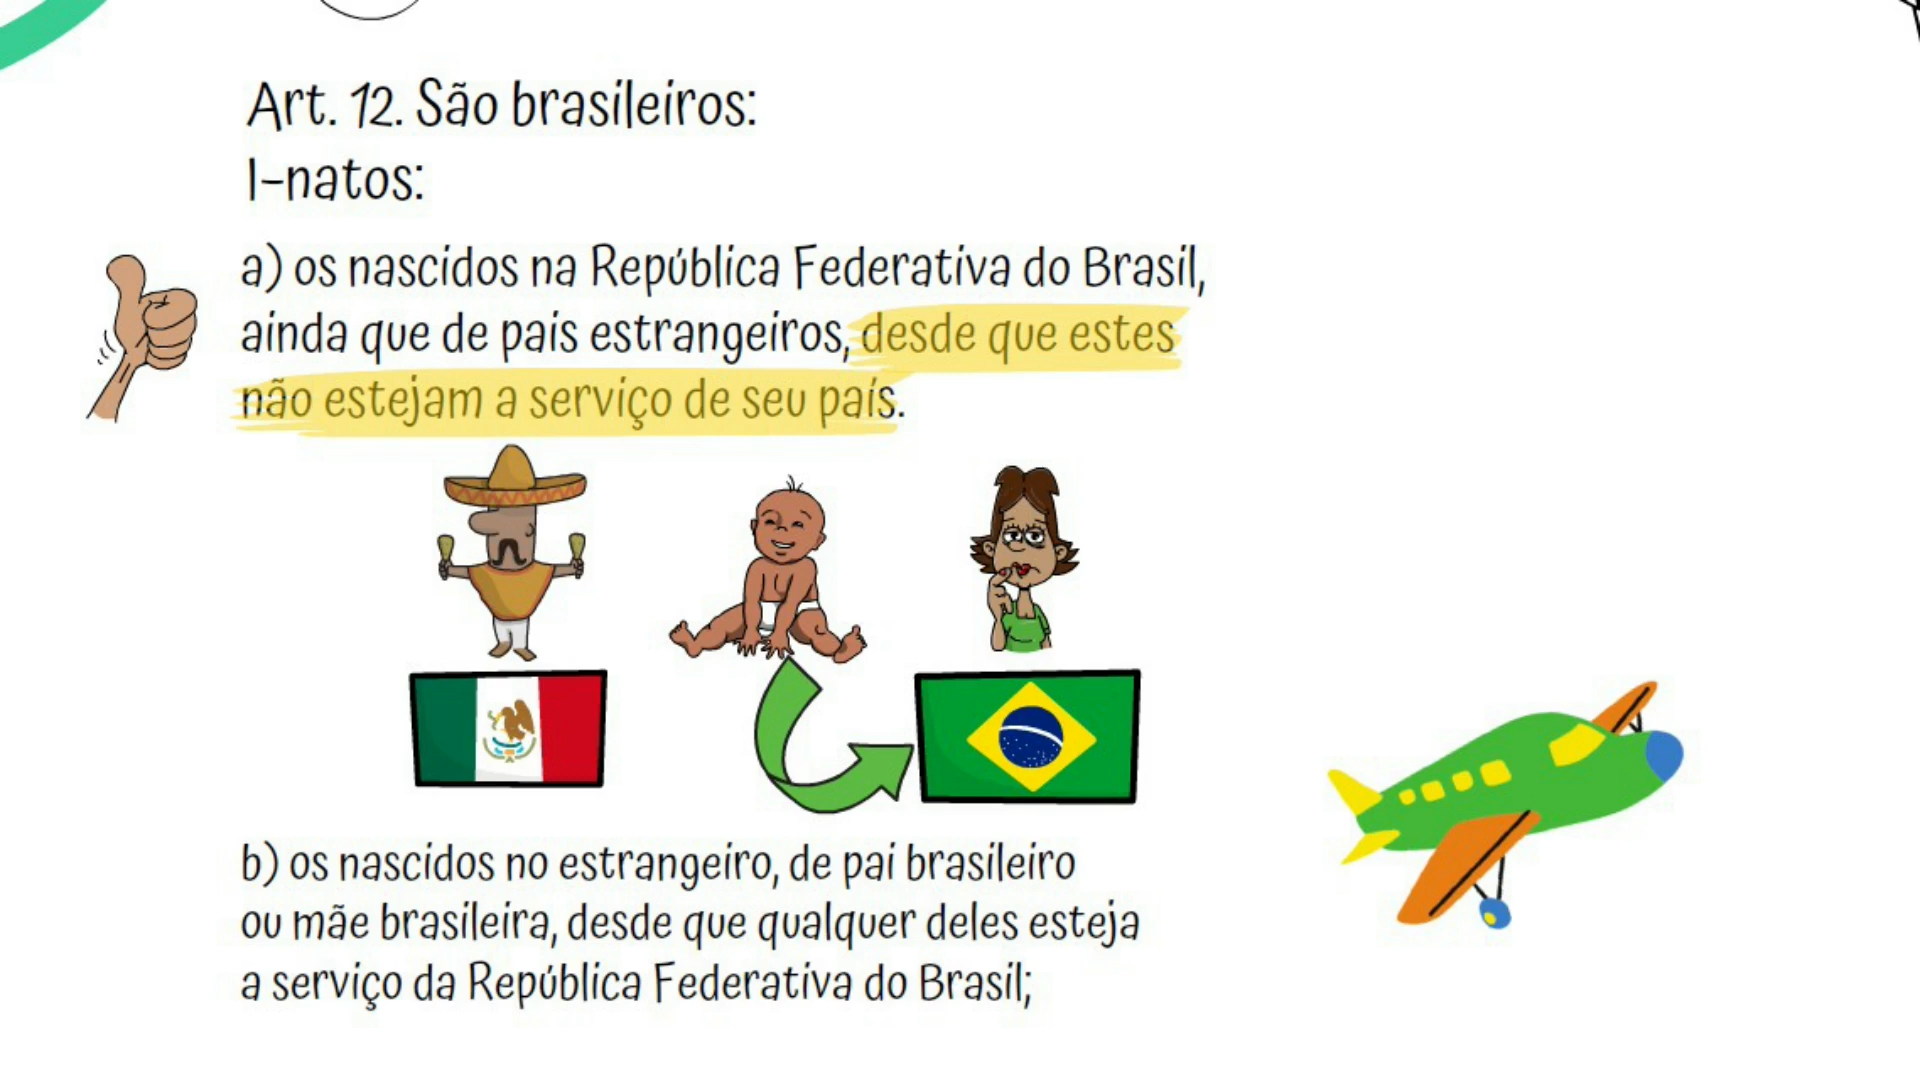 Art. 12. São brasileiros:
I-natos:
a) os nascidos na República Federativa do Brasil,
ainda que de pais estrangeiros, desde que estes
não estejam a serviço de seu país.
b) os nascidos no estrangeiro, de pai brasileiro
ou mãe brasileira, desde que qualquer deles esteja
a serviço da República Federativa do Brasil;